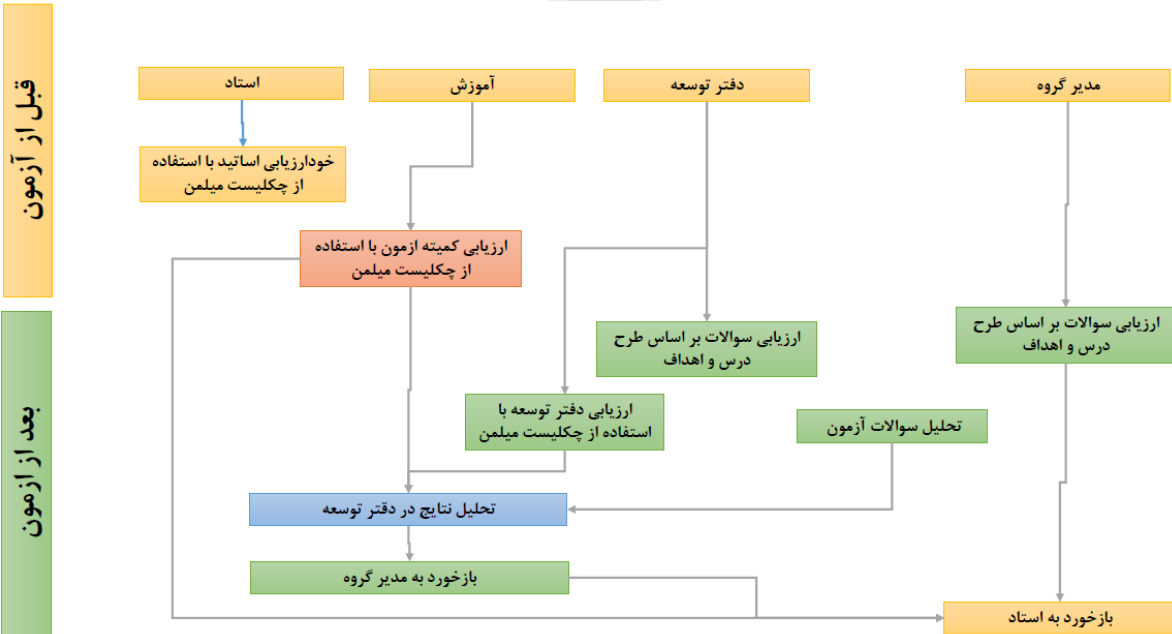 قبل از آزمون
استاد
آموزش
دفتر توسعه
مدیر گروه
خودارزیابی اساتید با استفاده
از چکلیست میلمن
ارزیابی کمیته ازمون با استفاده
از چکلیست میلمن
بعد از ازمون
ارزیابی سوالات بر اساس طرح
درس و اهداف
ارزیابی سوالات بر اساس طرح
درس و اهداف
ارزیابی دفتر توسعه با
استفاده از چکلیست میلمن
تحلیل سوالات آزمون
تحلیل نتایج در دقتر توسعه
بازخورد به مدیر گروه
بازخورد به استاد